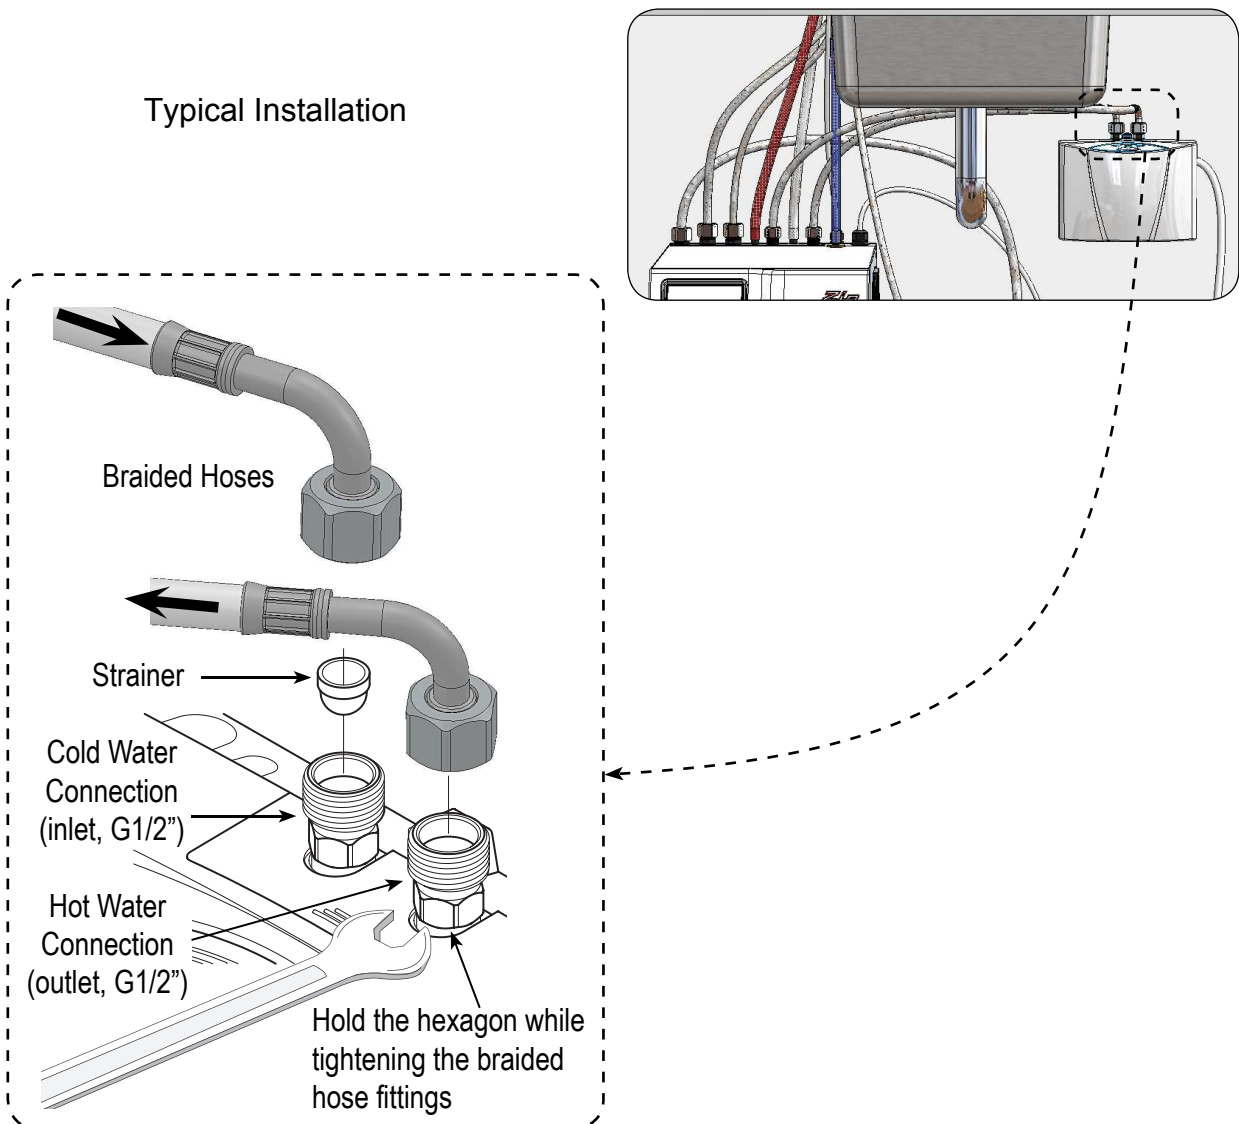 Typical Installation
Zip
Braided Hoses
Strainer
Cold Water
Connection
(inlet, G1/2”)
Hot Water
Connection
(outlet, G1/2”)
Hold the hexagon while
tightening the braided
hose fittings